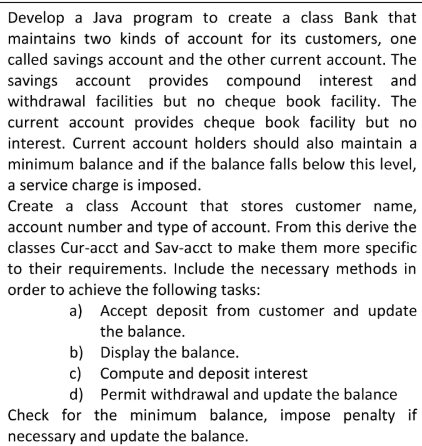 Develop a Java program to create a class Bank that
maintains two kinds of account for its customers, one
called savings account and the other current account. The
savings account provides compound interest and
withdrawal facilities but no cheque book facility. The
current account provides cheque book facility but no
interest. Current account holders should also maintain a
minimum balance and if the balance falls below this level,
a service charge is imposed.
Create a class Account that stores customer name,
account number and type of account. From this derive the
classes Cur-acct and Sav-acct to make them more specific
to their requirements. Include the necessary methods in
order to achieve the following tasks:
a) Accept deposit from customer and update
the balance.
b) Display the balance.
c) Compute and deposit interest
d) Permit withdrawal and update the balance
Check for the minimum balance, impose penalty if
necessary and update the balance.